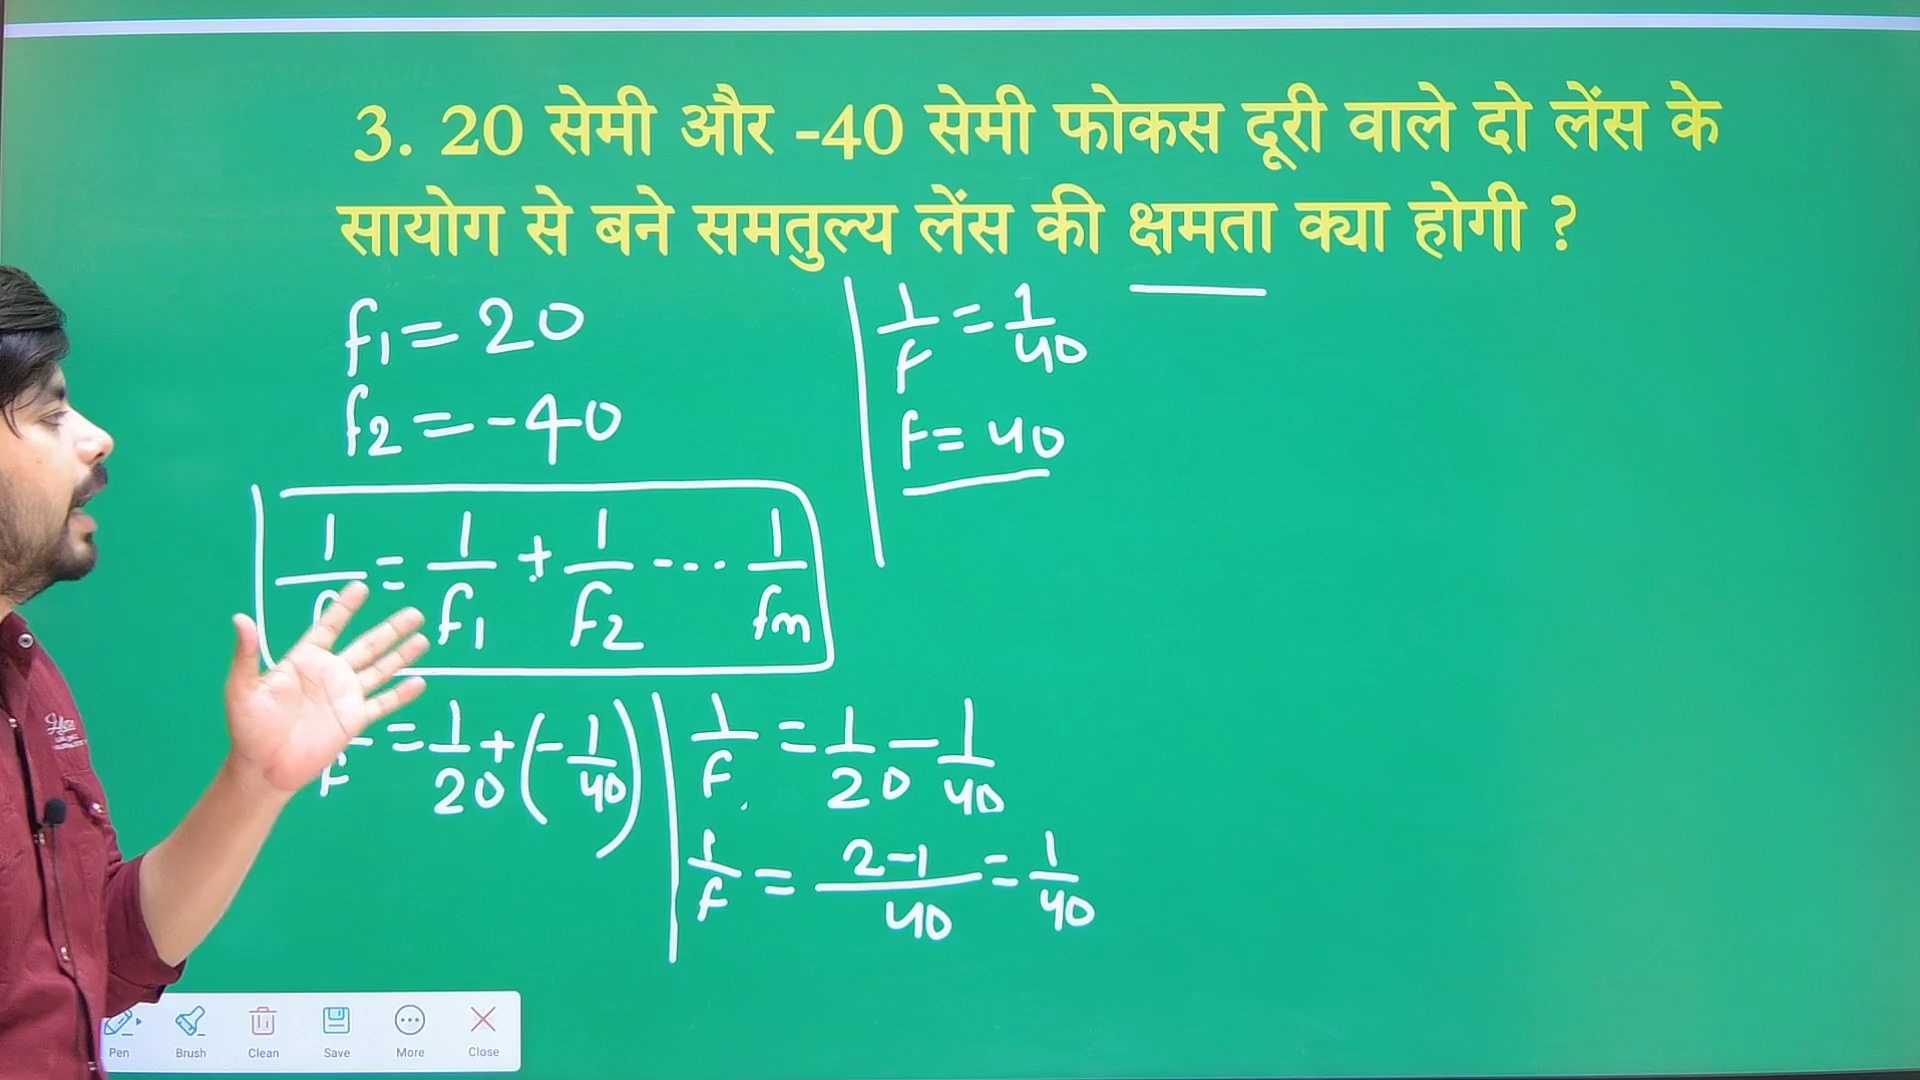 3. 20 सेमी और -40 सेमी फोकस दूरी वाले दो लेंस के
सायोग से बने समतुल्य लेंस की क्षमता क्या होगी ?
f1 = 20
f2 = -40
1/f = 1/f1 + 1/f2 --- 1/fn
1/F = 1/20 + (-1/40)
1/F = 1/20 - 1/40
1/F = 2-1/40 = 1/40
1/F = 1/40
F = 40
Pen Brush Clean Save More Close